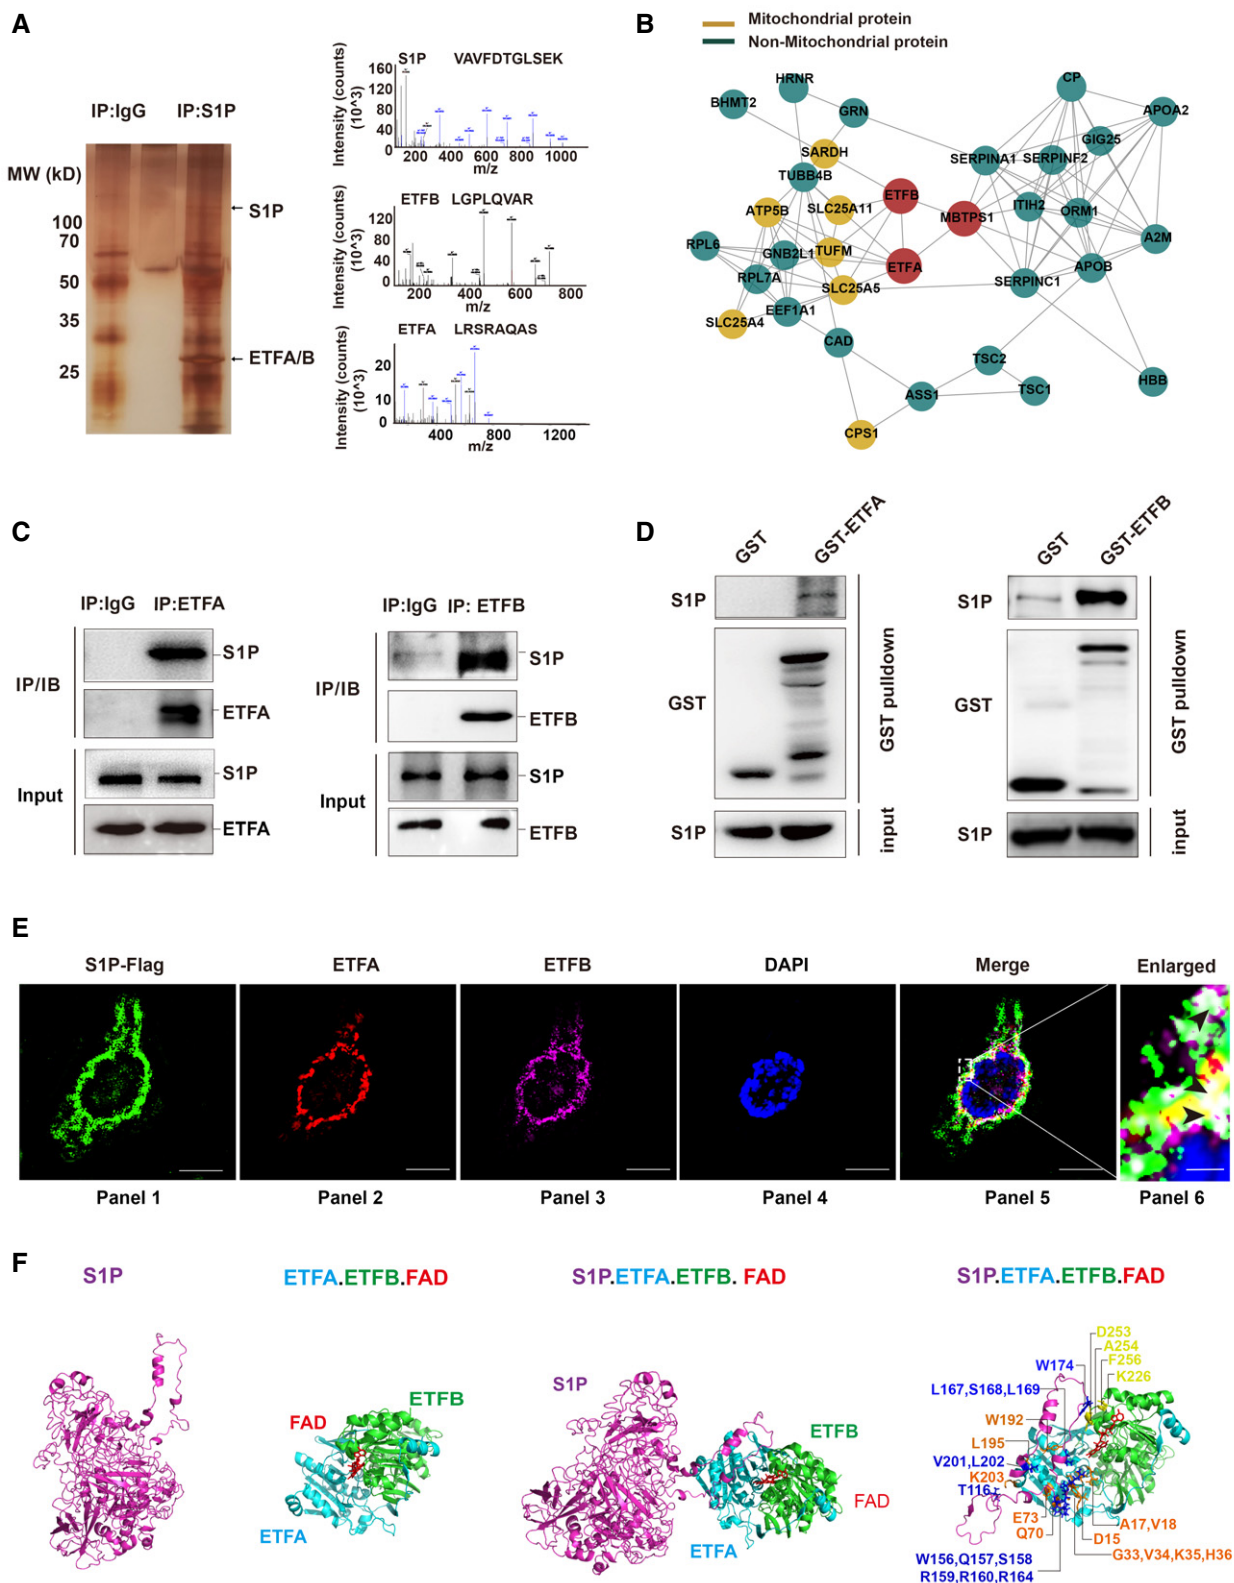 A
IP:IgG IP:S1P
MW (kD)
100
70
50
35
25
S1P
ETFA/B
S1P VAVFDTGLSEK
Intensity (counts)
(10^3)
160
120
80
40
0
200 400 600 800 1000
m/z
ETFB LGPLQVAR
Intensity (counts)
(10^3)
120
80
40
0
200 400 600 800
m/z
ETFA LRSRAQAS
Intensity (counts)
(10^3)
20
10
0
400 800 1200
m/z
B
Mitochondrial protein
Non-Mitochondrial protein
HRNR
CP
BHMT2
GRN
APOA2
GIG25
SARDH
SERPINA1
SERPINF2
TUBB4B
ETFB
ATP5B
SLC25A11
MBTPS1
ITIH2
ORM1
A2M
RPL6
GNB2L1
TUFM
ETFA
APOB
RPL7A
SLC25A5
SERPINC1
EEF1A1
SLC25A4
CAD
TSC2
HBB
ASS1
TSC1
CPS1
C
IP:IgG IP:ETFA
IP/IB
S1P
ETFA
Input
S1P
ETFA
IP:IgG IP: ETFB
IP/IB
S1P
ETFB
Input
S1P
ETFB
D
GST GST-ETFA
S1P
GST
GST pulldown
S1P
input
GST GST-ETFB
S1P
GST
GST pulldown
S1P
input
E
S1P-Flag ETFA ETFB DAPI Merge Enlarged
Panel 1 Panel 2 Panel 3 Panel 4 Panel 5 Panel 6
F
S1P
ETFA.ETFB.FAD
ETFB
FAD
ETFA
S1P.ETFA.ETFB. FAD
S1P
ETFB
FAD
ETFA
S1P.ETFA.ETFB.FAD
D253
A254
F256
K226
W174
L167,S168,L169
W192
L195
V201,L202
K203
T116
E73
Q70
A17,V18
D15
G33,V34,K35,H36
W156,Q157,S158
R159,R160,R164